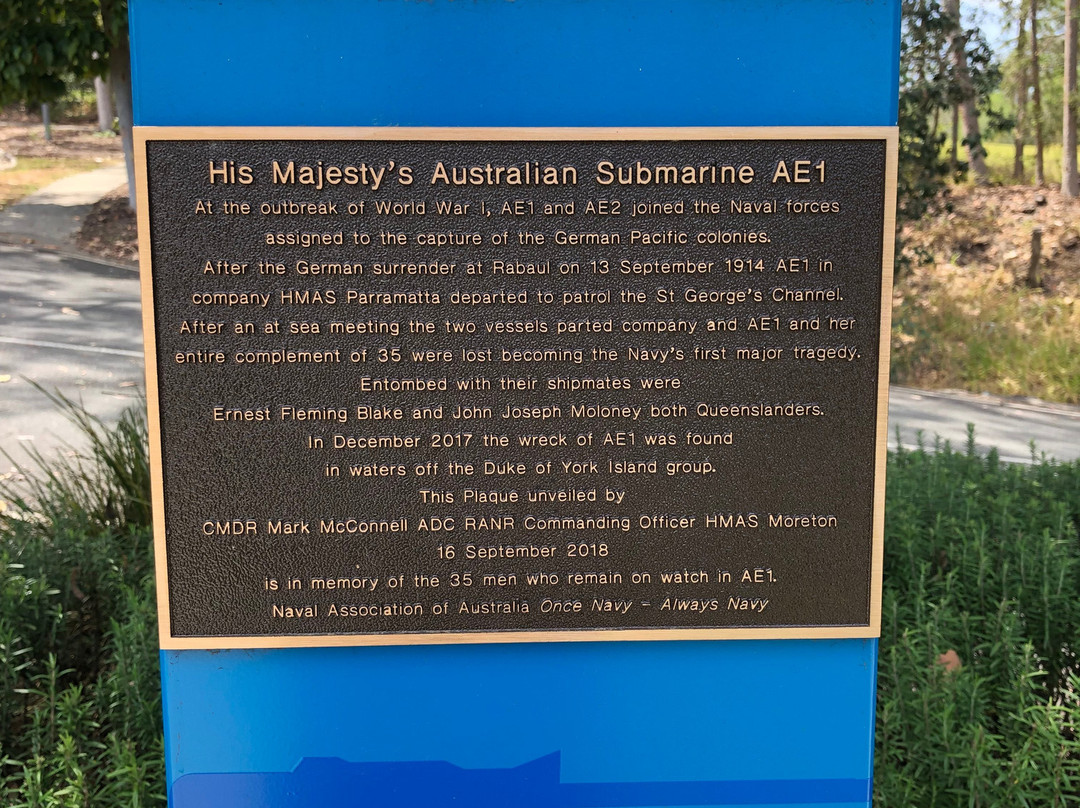 His Majesty's Australian Submarine AE1
At the outbreak of World War I, AE1 and AE2 joined the Naval forces
assigned to the capture of the German Pacific colonies.
After the German surrender at Rabaul on 13 September 1914 AE1 in
company HMAS Parramatta departed to patrol the St George's Channel.
After an at sea meeting the two vessels parted company and AE1 and her
entire complement of 35 were lost becoming the Navy's first major tragedy.
Entombed with their shipmates were
Ernest Fleming Blake and John Joseph Moloney both Queenslanders.
In December 2017 the wreck of AE1 was found
in waters off the Duke of York Island group.
This Plaque unveiled by
CMDR Mark McConnell ADC RANR Commanding Officer HMAS Moreton
16 September 2018
is in memory of the 35 men who remain on watch in AE1.
Naval Association of Australia Once Navy – Always Navy